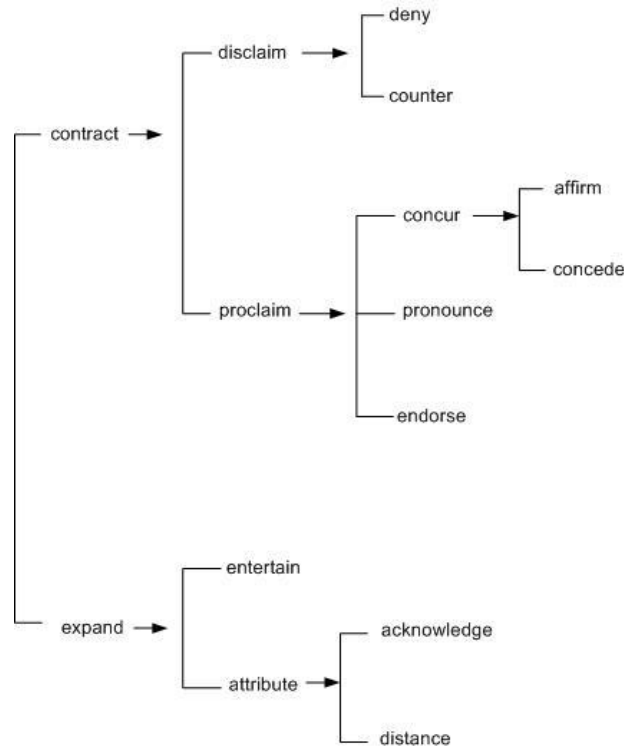 deny
disclaim
counter
contract
affirm
concur
concede
proclaim
pronounce
endorse
entertain
expand
acknowledge
attribute
distance